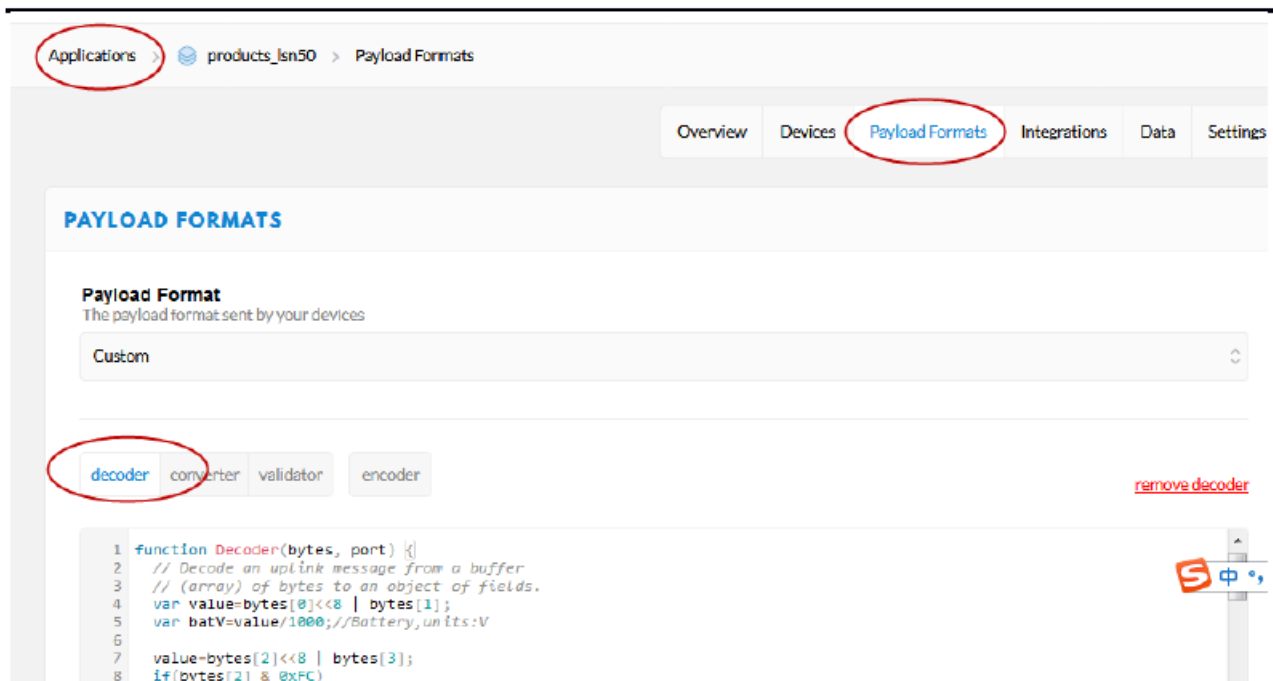 Applications > products_lsn50 > Payload Formats
Overview Devices Payload Formats Integrations Data Settings
PAYLOAD FORMATS
Payload Format
The payload format sent by your devices
Custom
decoder converter validator encoder
remove decoder
1 function Decoder(bytes, port) {
2 // Decode an uplink message from a buffer
3 // (array) of bytes to an object of fields.
4 var value=bytes[0]<<8 | bytes[1];
5 var batV=value/1000;//Battery,units:V
6
7 value=bytes[2]<<8 | bytes[3];
8 if(bytes[2] & 0xFC)
S 中 °,